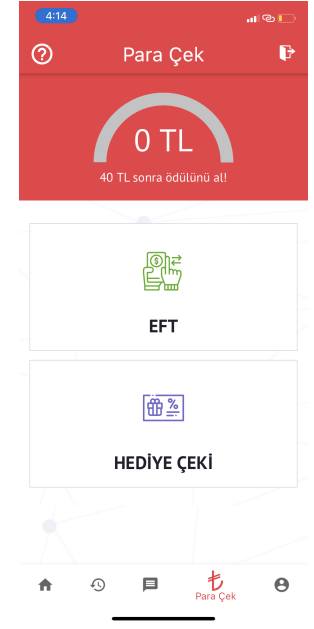 4:14
Para Çek
0 TL
40 TL sonra ödülünü al!
EFT
HEDİYE ÇEKİ
Para Çek